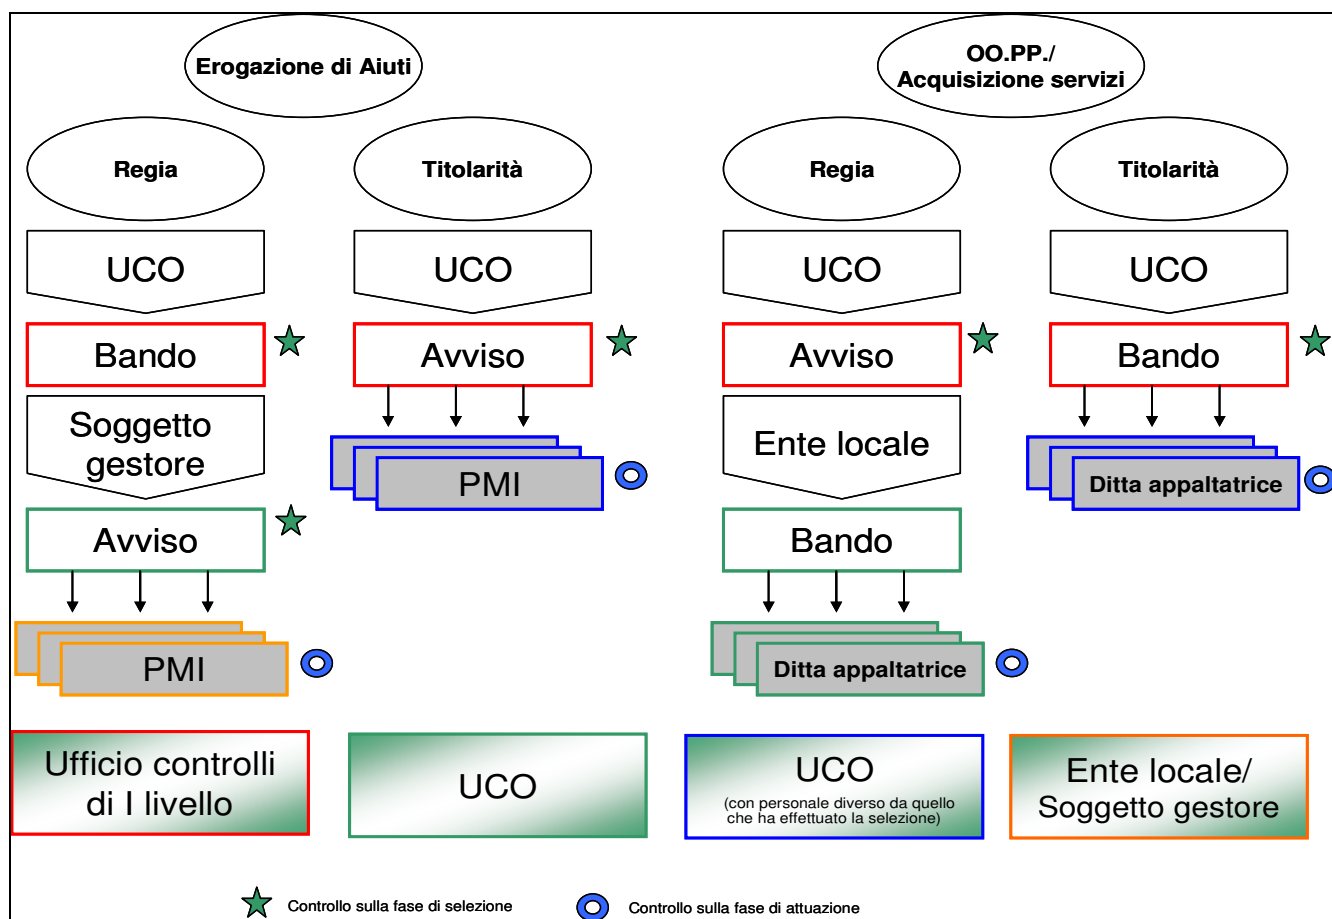 Erogazione di Aiuti
OO.PP./
Acquisizione servizi
Regia
Titolarità
Regia
Titolarità
UCO
UCO
UCO
UCO
Bando
Avviso
Avviso
Bando
Soggetto
gestore
PMI
Ente locale
Ditta appaltatrice
Avviso
Bando
PMI
Ditta appaltatrice
Ufficio controlli
di I livello
UCO
UCO
(con personale diverso da quello
che ha effettuato la selezione)
Ente locale/
Soggetto gestore
Controllo sulla fase di selezione
Controllo sulla fase di attuazione